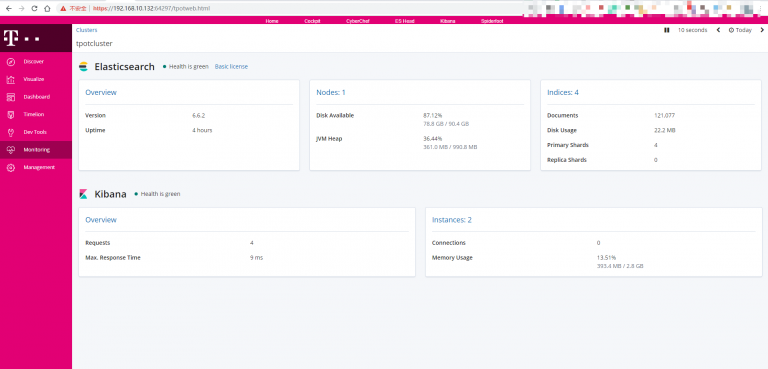 不安全 https://192.168.10.132:64297/tpotweb.html
Home Cockpit CyberChef ES Head Kibana Spiderfoot
T
Clusters 10 seconds Today
tpotcluster
Discover
Visualize
Dashboard
Timelion
Dev Tools
Monitoring
Management
Elasticsearch Health is green Basic license
Overview
Version 6.6.2
Uptime 4 hours
Nodes: 1
Disk Available 87.12%
78.8 GB / 90.4 GB
JVM Heap 36.44%
361.0 MB / 990.8 MB
Indices: 4
Documents 121,077
Disk Usage 22.2 MB
Primary Shards 4
Replica Shards 0
Kibana Health is green
Overview
Requests 4
Max. Response Time 9 ms
Instances: 2
Connections 0
Memory Usage 13.51%
393.4 MB / 2.8 GB